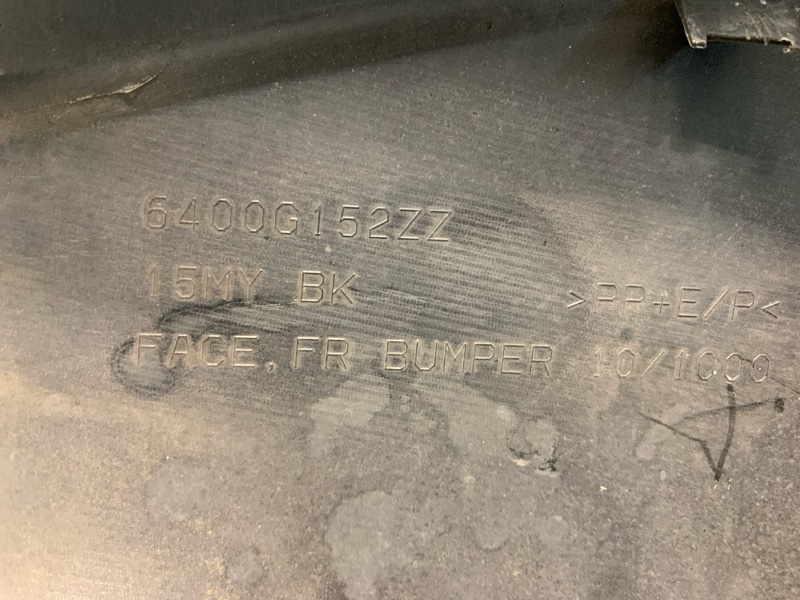 6400G152ZZ
15MY BK >PP+E/P<
FACE, FR BUMPER 10/1000